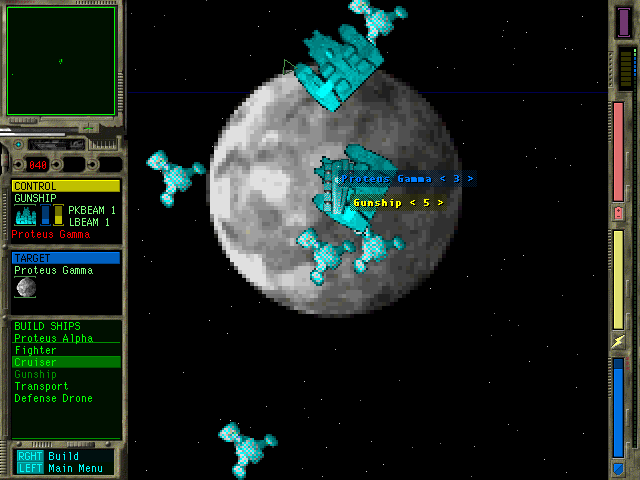 040
CONTROL
GUNSHIP
PKBEAM 1
LBEAM 1
Proteus Gamma
TARGET
Proteus Gamma
BUILD SHIPS
Proteus Alpha
Fighter
Cruiser
Gunship
Transport
Defense Drone
RGHT Build
LEFT Main Menu
Proteus Gamma < 3 >
Gunship < 5 >